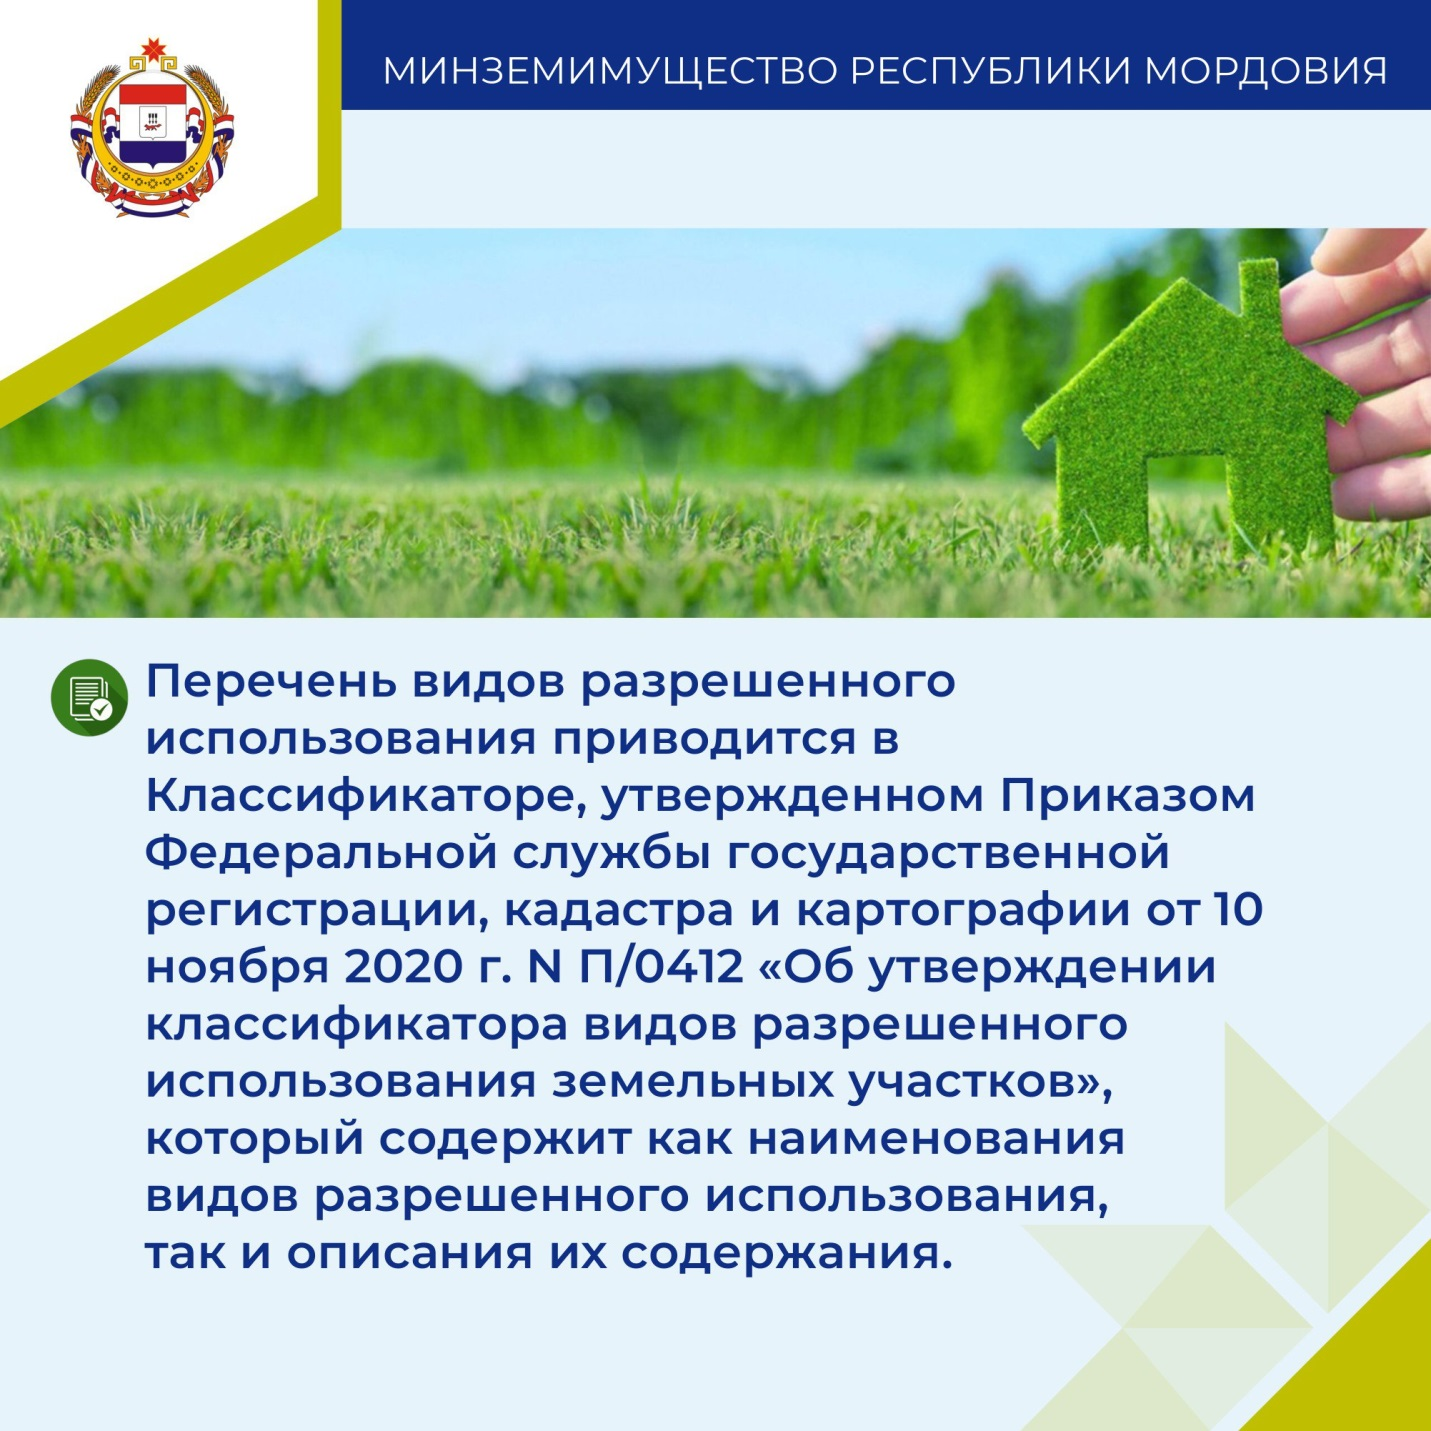 МИНЗЕМИМУЩЕСТВО РЕСПУБЛИКИ МОРДОВИЯ
Перечень видов разрешенного
использования приводится в
Классификаторе, утвержденном Приказом
Федеральной службы государственной
регистрации, кадастра и картографии от 10
ноября 2020 г. N П/0412 «Об утверждении
классификатора видов разрешенного
использования земельных участков»,
который содержит как наименования
видов разрешенного использования,
так и описания их содержания.